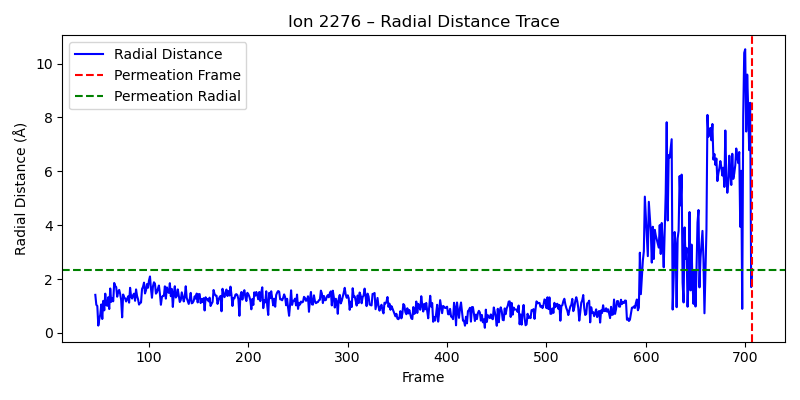 Ion 2276 – Radial Distance Trace
Radial Distance
Permeation Frame
Permeation Radial
Radial Distance (Å)
10
8
6
4
2
0
100
200
300
400
500
600
700
Frame